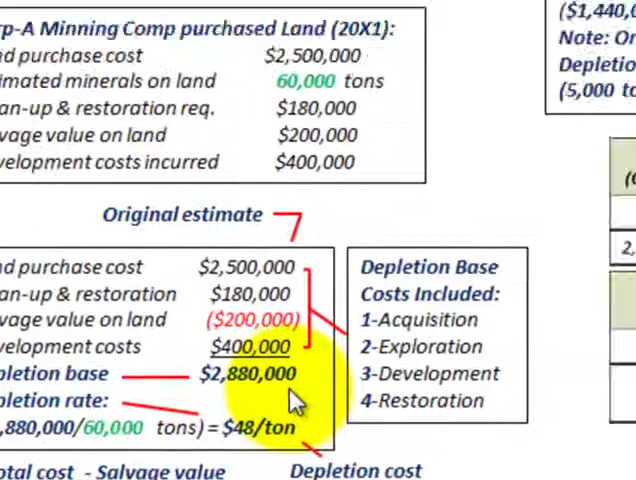 rp-A Minning Comp purchased Land (20X1):
nd purchase cost $2,500,000
timated minerals on land 60,000 tons
an-up & restoration req. $180,000
vage value on land $200,000
velopment costs incurred $400,000
Original estimate
nd purchase cost $2,500,000
an-up & restoration $180,000
vage value on land ($200,000)
velopment costs $400,000
pletion base $2,880,000
pletion rate:
,880,000/60,000 tons) = $48/ton
Depletion Base
Costs Included:
1-Acquisition
2-Exploration
3-Development
4-Restoration
otal cost - Salvage value
Depletion cost
($1,440,0
Note: Or
Depletio
(5,000 to
(
2,